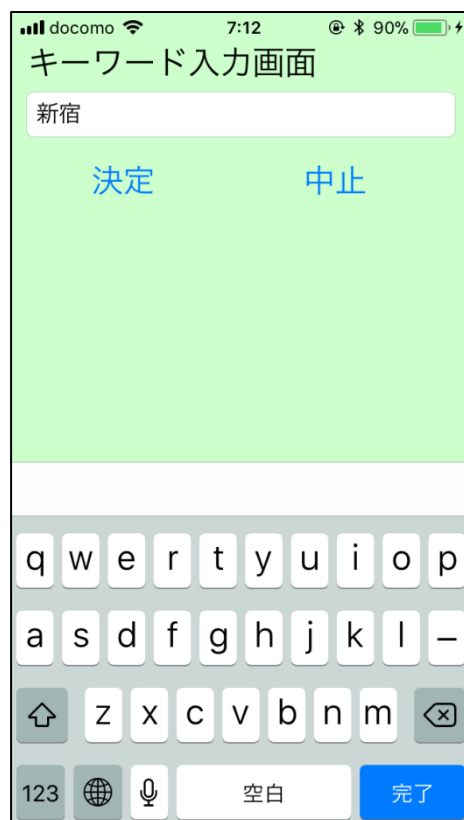 docomo 7:12 90%
キーワード入力画面
新宿
決定 中止
q w e r t y u i o p
a s d f g h j k l ー
z x c v b n m
123 空白 完了